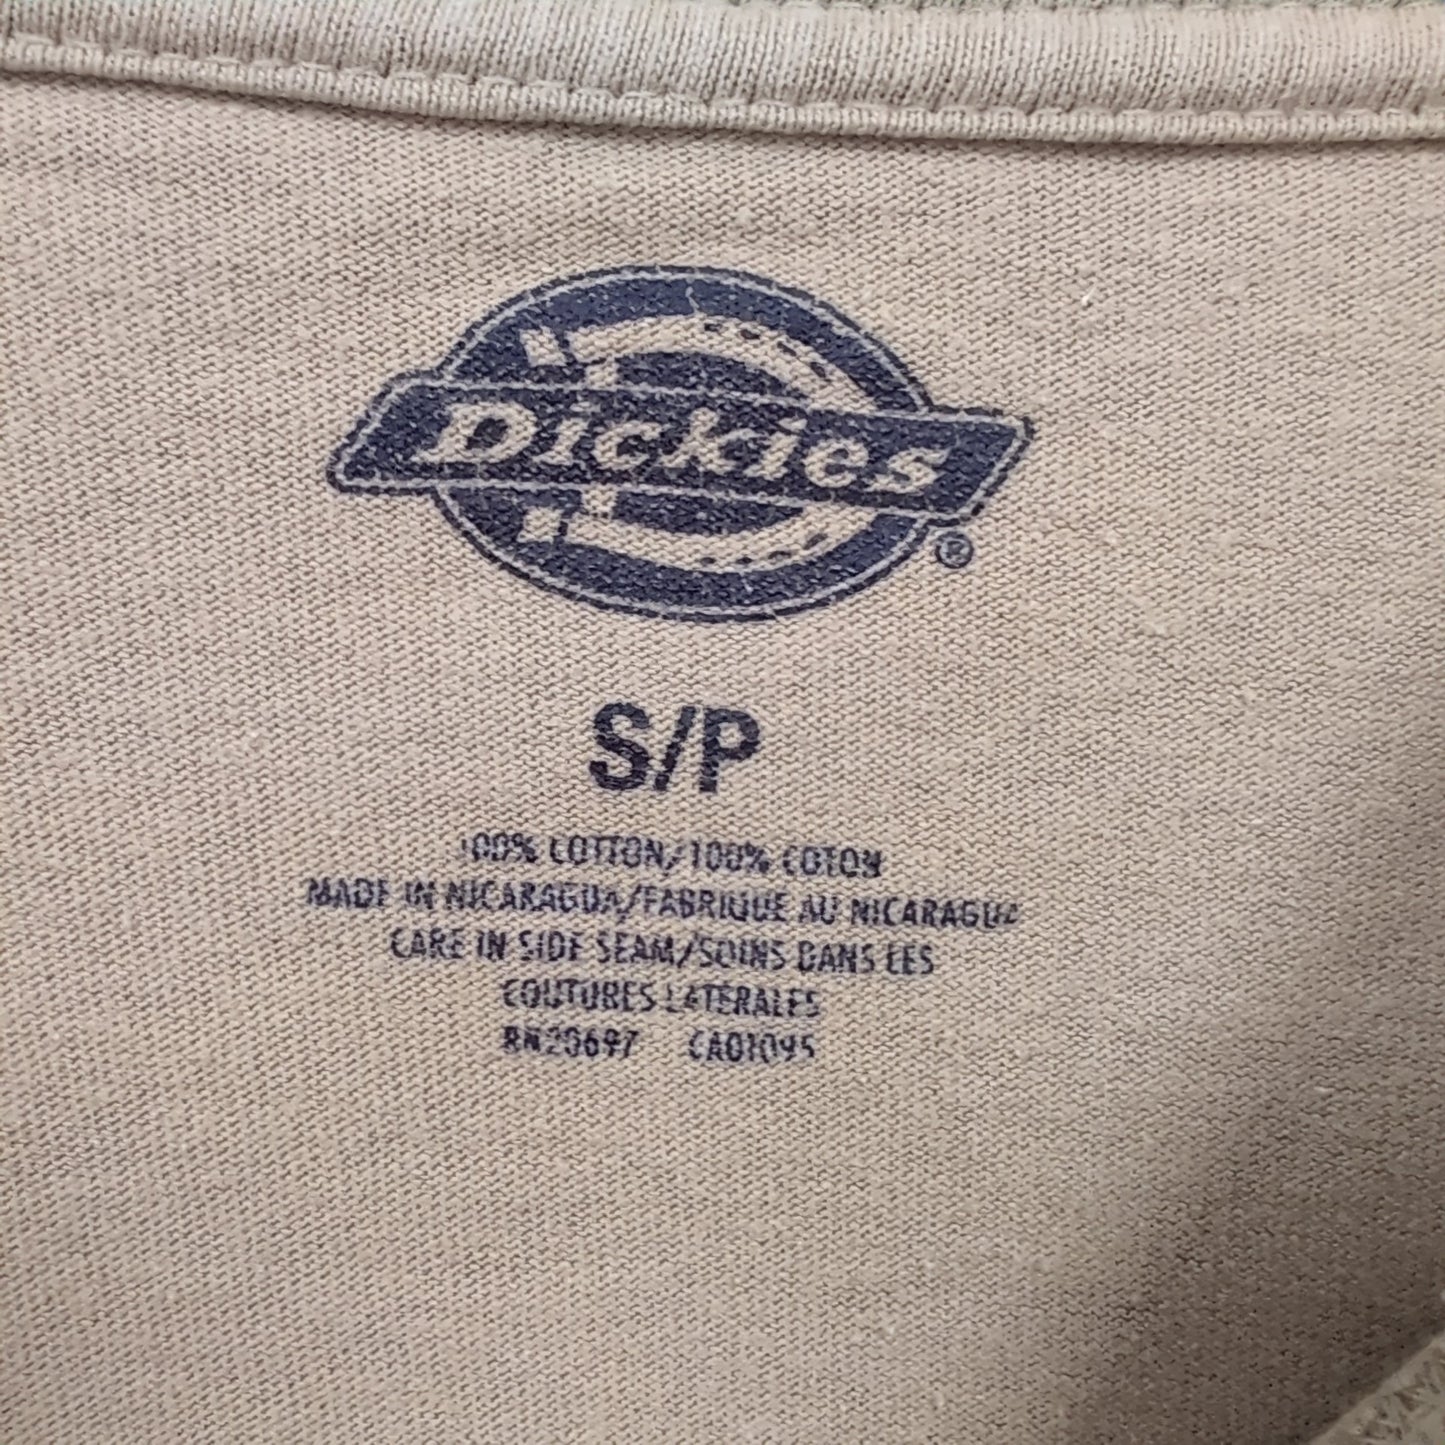 Dickies
®
S/P
100% COTTON/100% COTON
MADE IN NICARAGUA/FABRIQUE AU NICARAGUA
CARE IN SIDE SEAM/SOINS DANS LES
COUTURES LATERALES
RN20697 CA01095